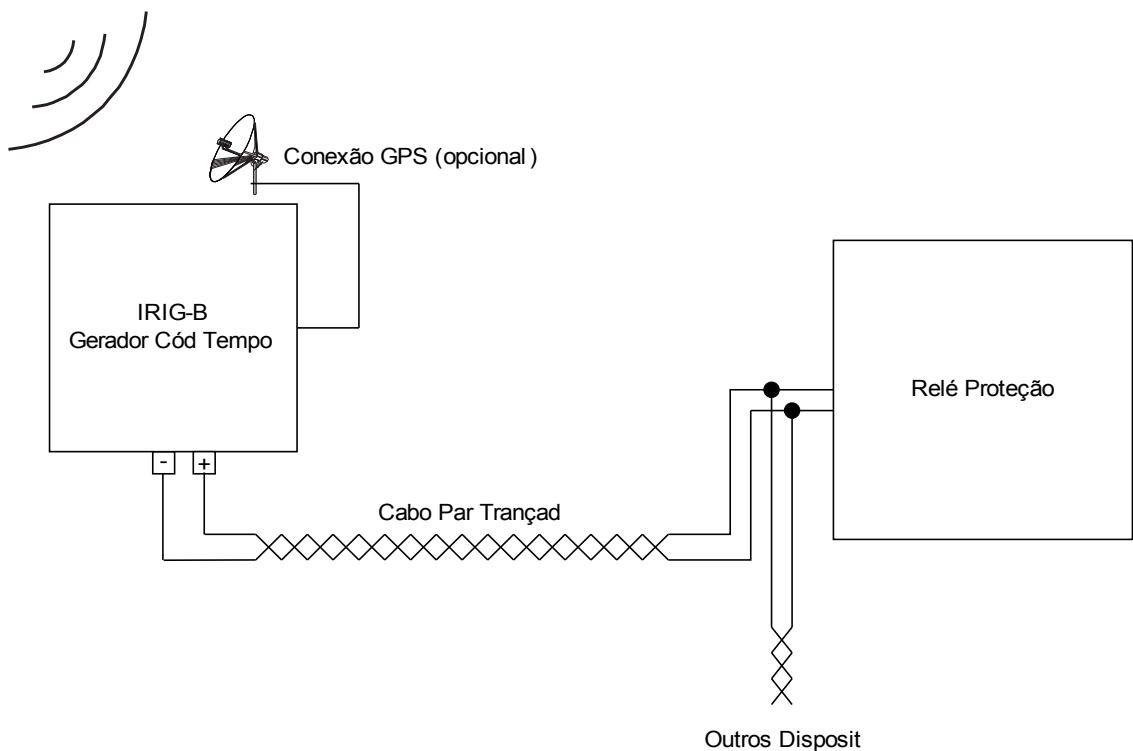 Conexão GPS (opcional)
IRIG-B
Gerador Cód Tempo
- +
Relé Proteção
Cabo Par Trançad
Outros Disposit